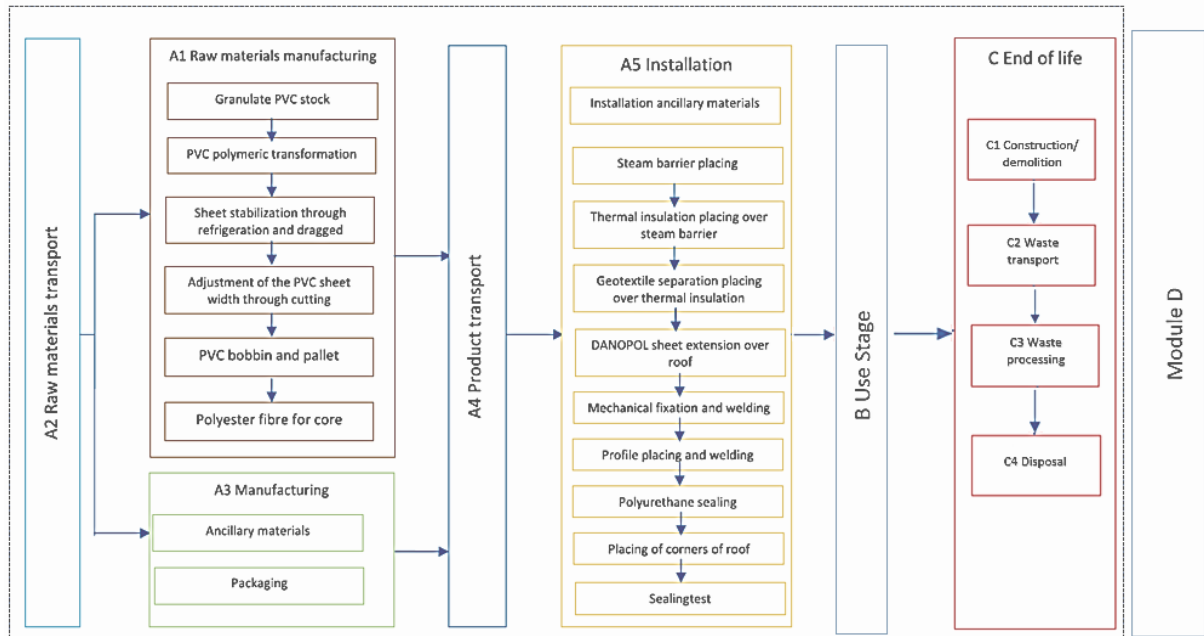 A2 Raw materials transport
A1 Raw materials manufacturing
Granulate PVC stock
PVC polymeric transformation
Sheet stabilization through
refrigeration and dragged
Adjustment of the PVC sheet
width through cutting
PVC bobbin and pallet
Polyester fibre for core
A3 Manufacturing
Ancillary materials
Packaging
A4 Product transport
A5 Installation
Installation ancillary materials
Steam barrier placing
Thermal insulation placing over
steam barrier
Geotextile separation placing
over thermal insulation
DANOPOL sheet extension over
roof
Mechanical fixation and welding
Profile placing and welding
Polyurethane sealing
Placing of corners of roof
Sealingtest
B Use Stage
C End of life
C1 Construction/
demolition
C2 Waste
transport
C3 Waste
processing
C4 Disposal
Module D